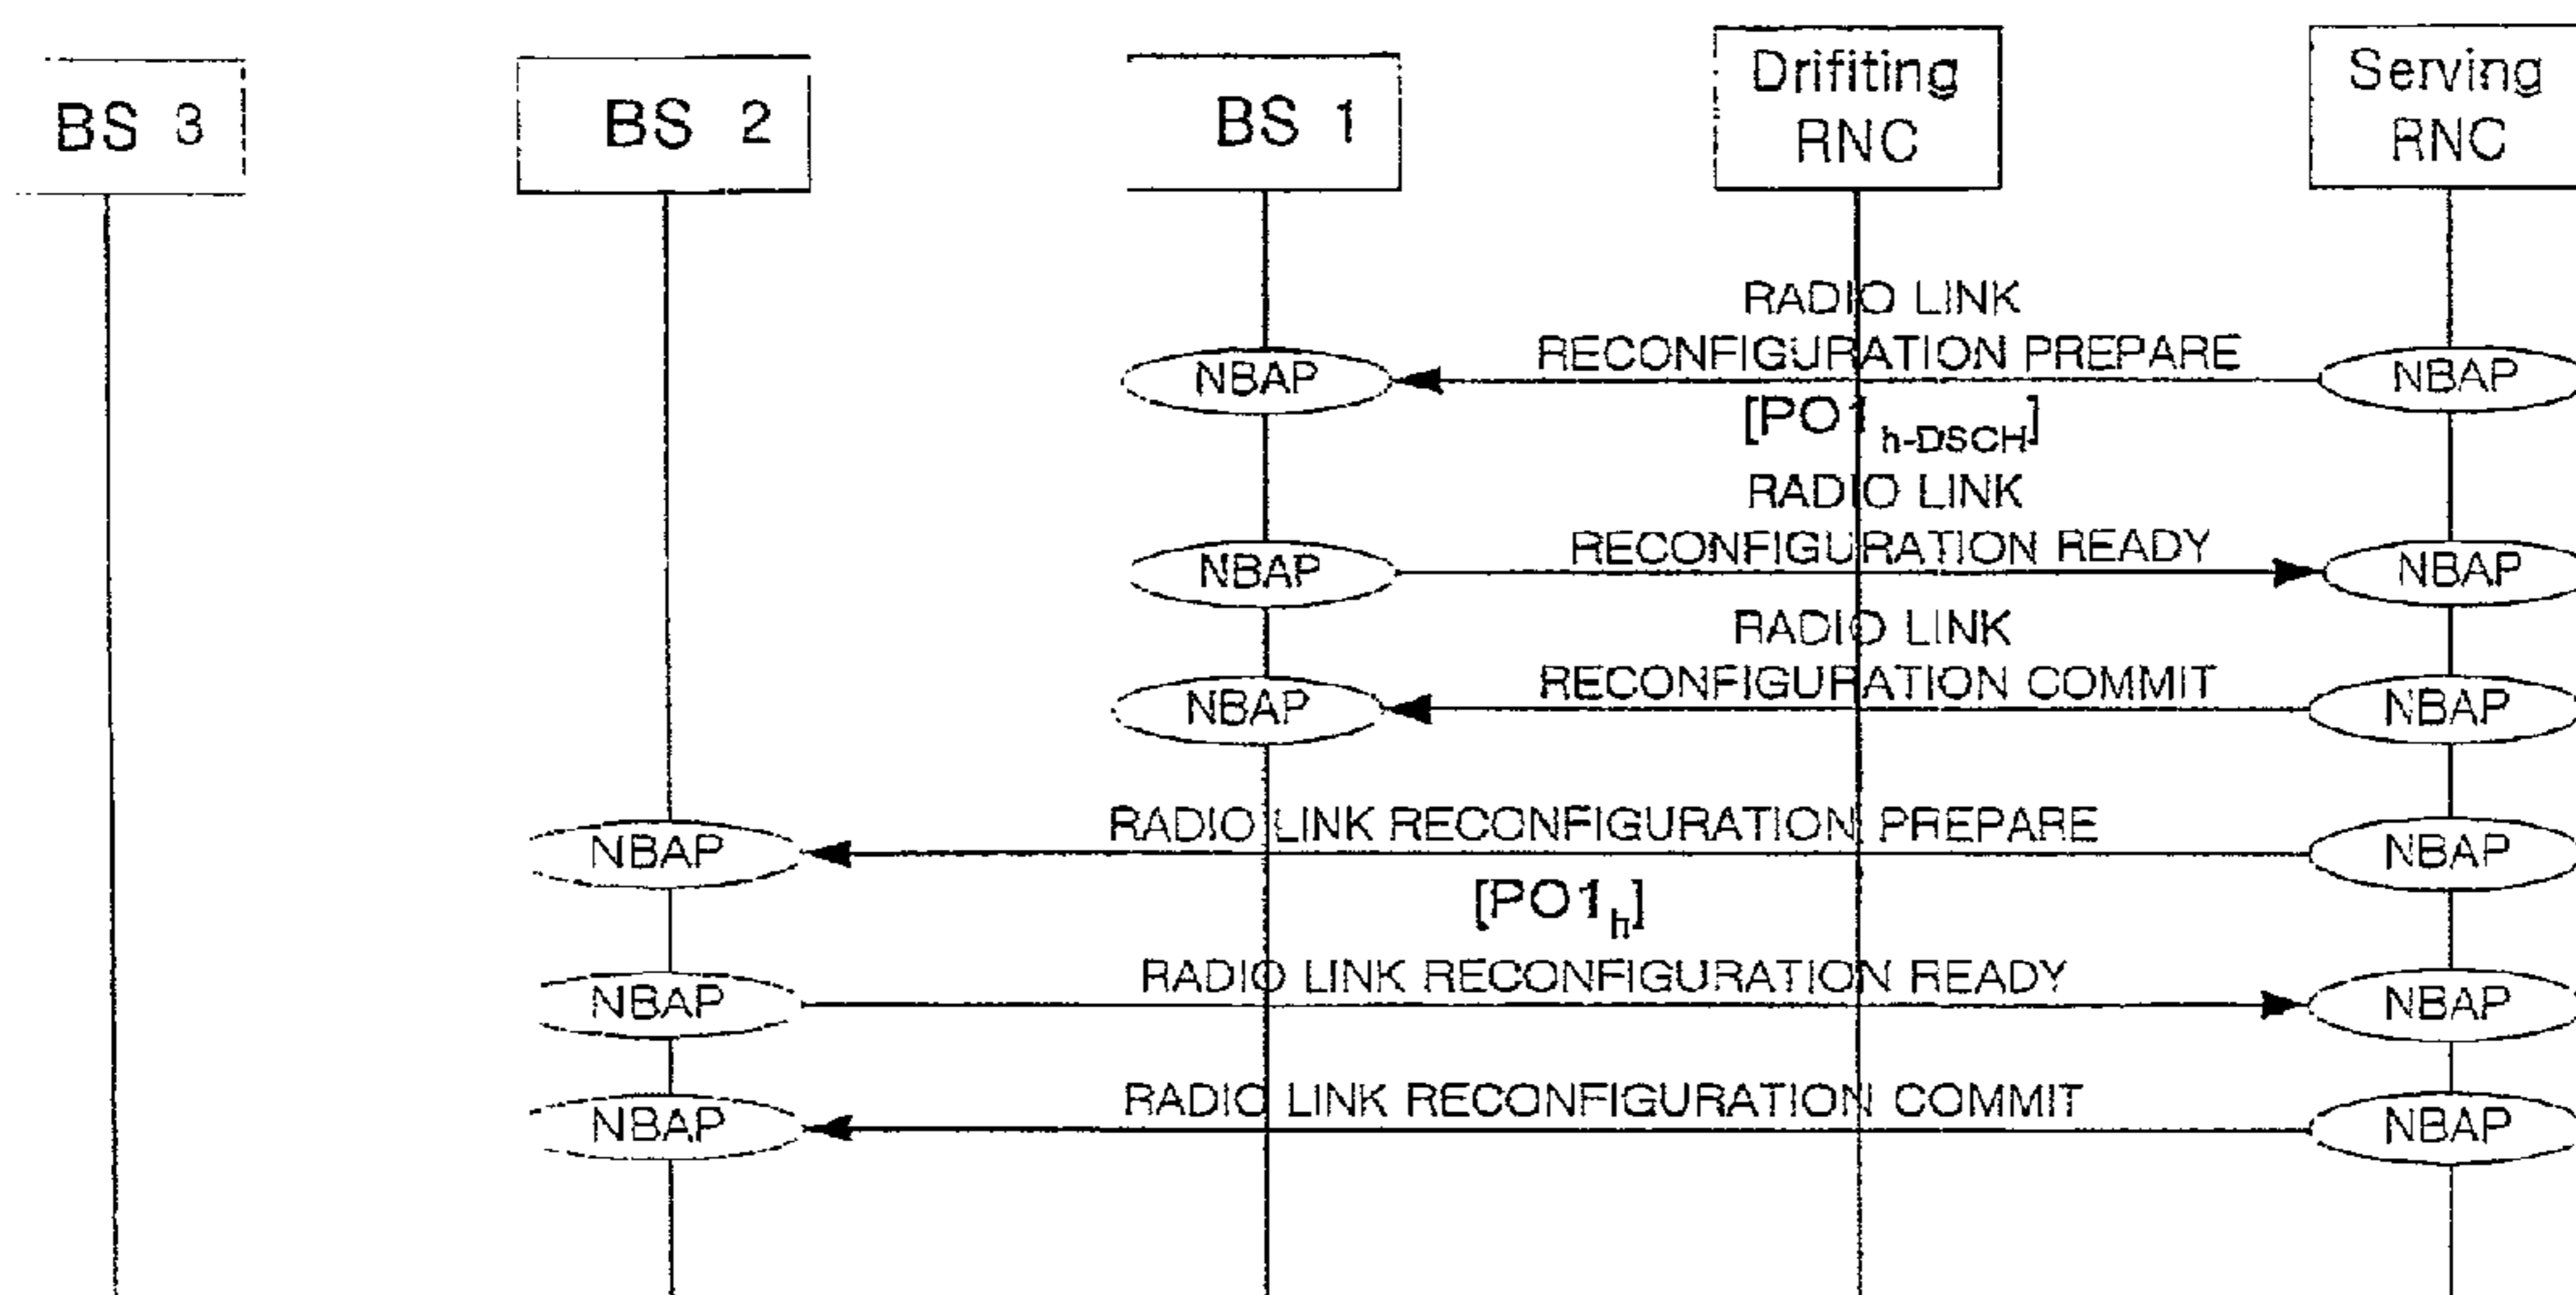 BS 3
BS 2
BS 1
Drifiting
RNC
Serving
RNC
RADIO LINK
RECONFIGURATION PREPARE
NBAP
NBAP
[PO1h-DSCH]
RADIO LINK
RECONFIGURATION READY
NBAP
NBAP
RADIO LINK
RECONFIGURATION COMMIT
NBAP
NBAP
RADIO LINK RECONFIGURATION PREPARE
NBAP
NBAP
[PO1h]
RADIO LINK RECONFIGURATION READY
NBAP
NBAP
RADIO LINK RECONFIGURATION COMMIT
NBAP
NBAP